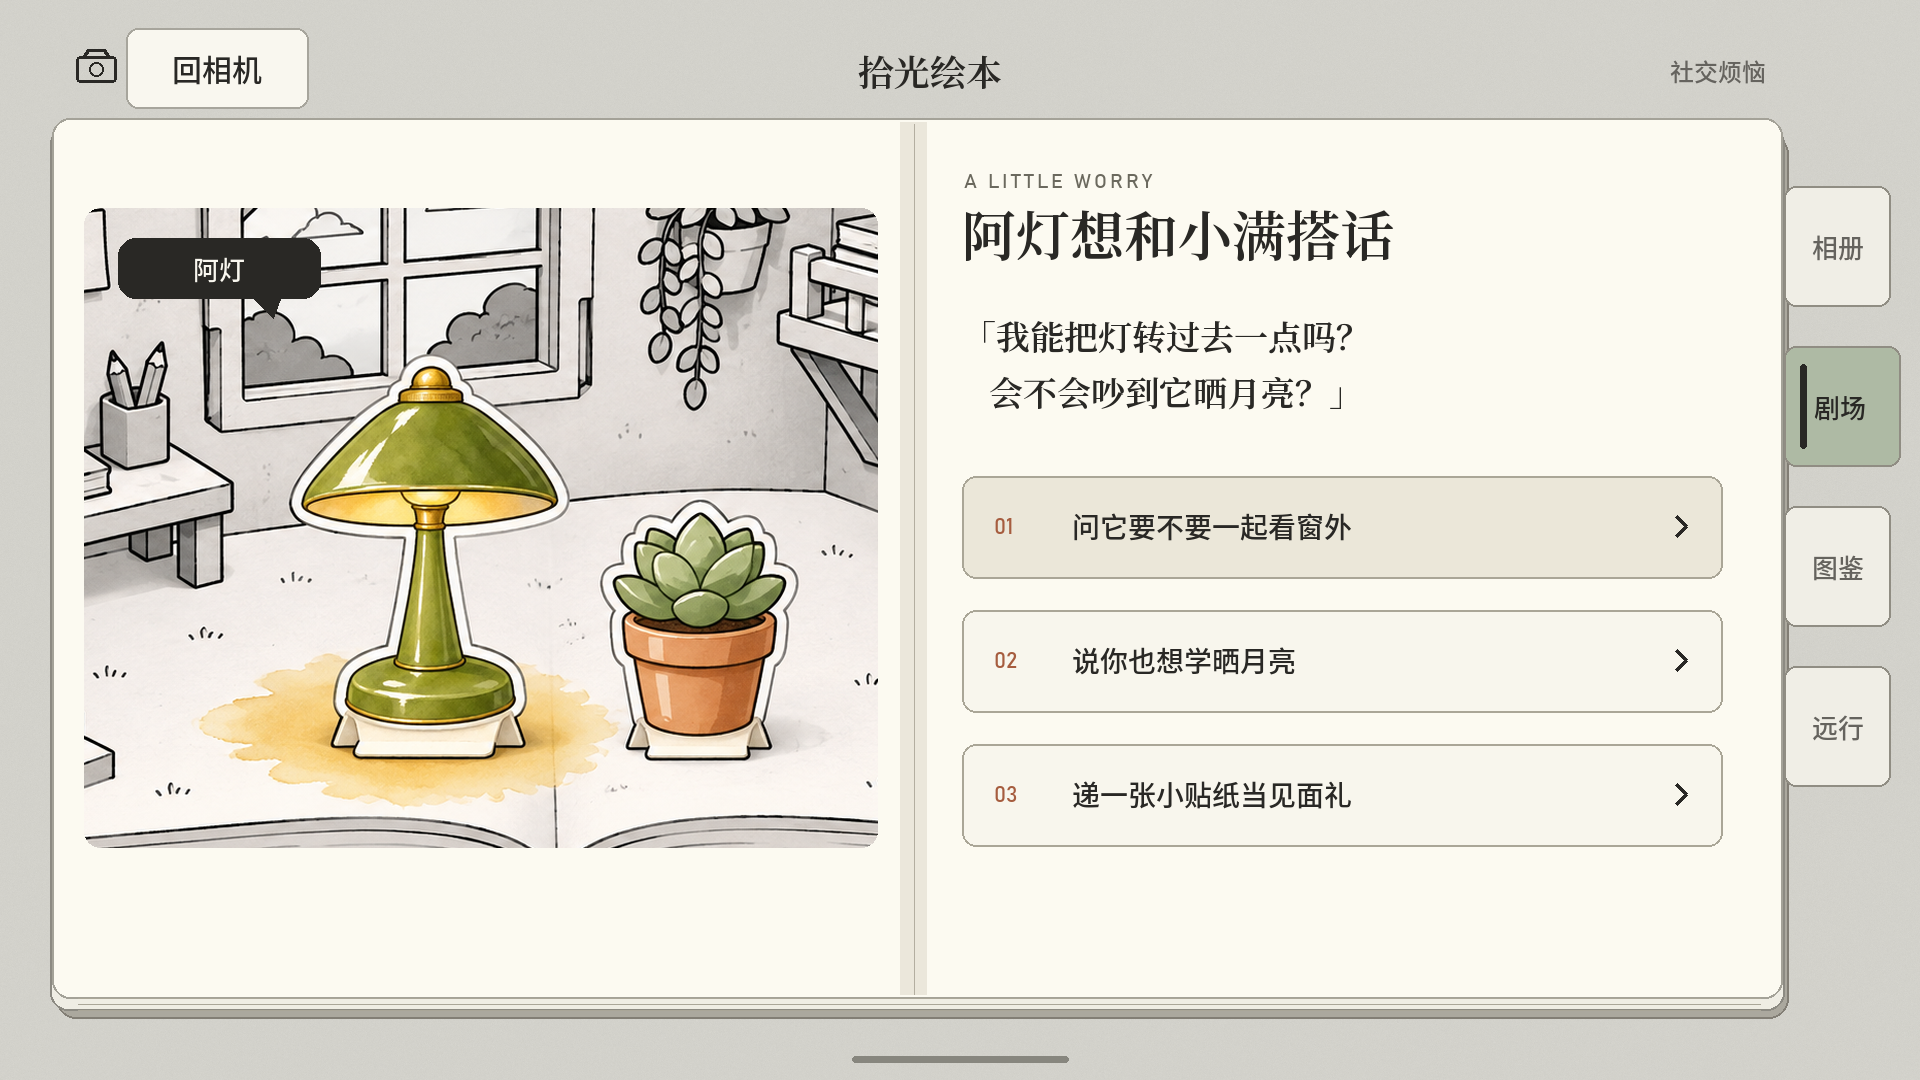 回相机
拾光绘本
社交烦恼
阿灯
A LITTLE WORRY
阿灯想和小满搭话
「我能把灯转过去一点吗？
会不会吵到它晒月亮？」
01 问它要不要一起看窗外
02 说你也想学晒月亮
03 递一张小贴纸当见面礼
相册
剧场
图鉴
远行